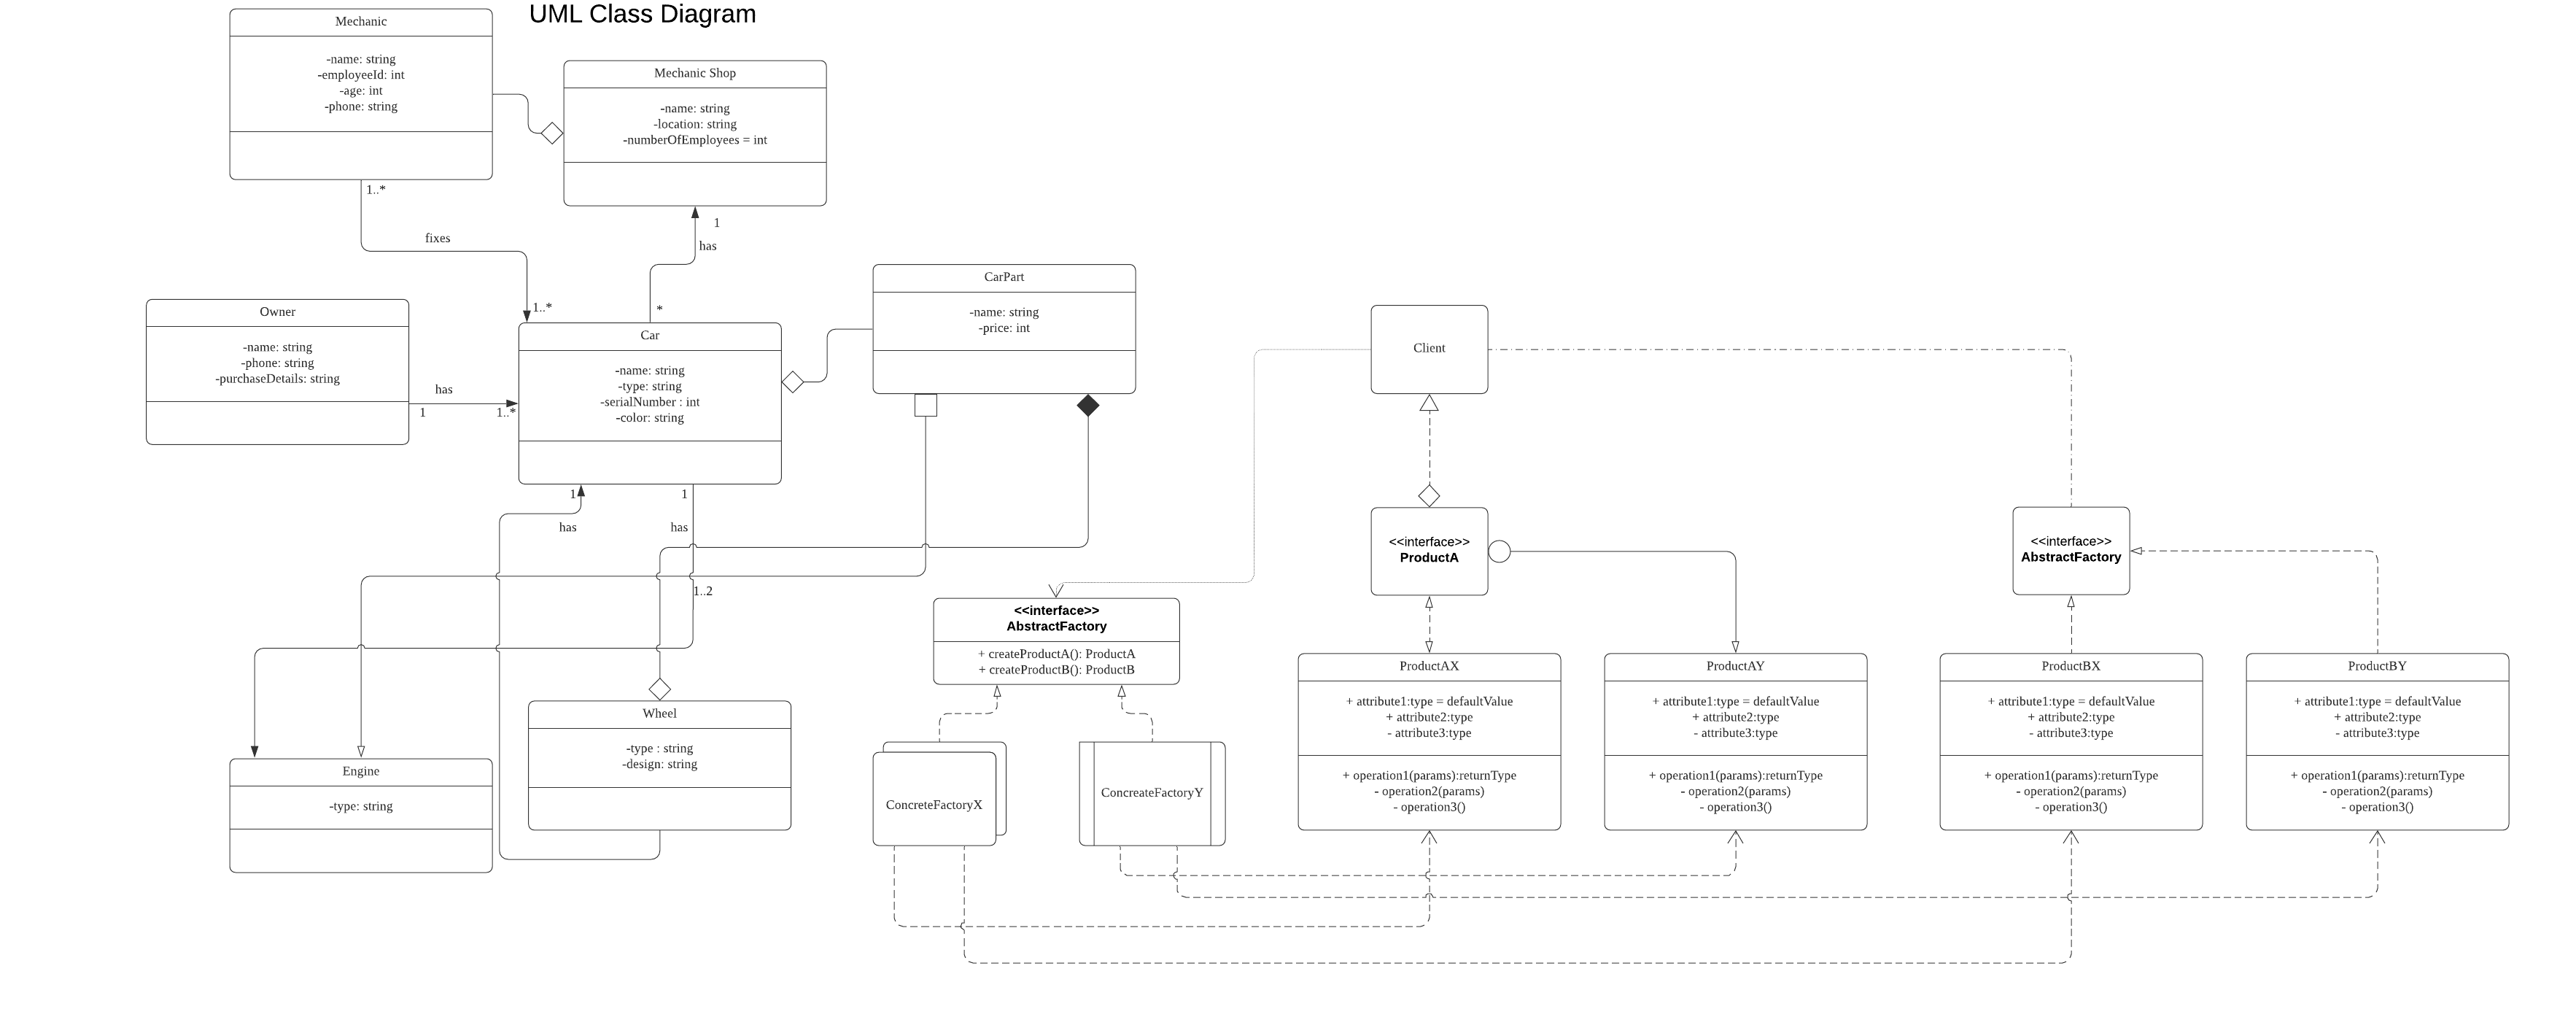 UML Class Diagram
Mechanic
-name: string
-employeeId: int
-age: int
-phone: string
Mechanic Shop
-name: string
-location: string
-numberOfEmployees = int
1..*
fixes
1..*
1
has
*
Owner
-name: string
-phone: string
-purchaseDetails: string
has
1
1..*
Car
-name: string
-type: string
-serialNumber : int
-color: string
CarPart
-name: string
-price: int
1
has
1
has
1..2
Engine
-type: string
Wheel
-type : string
-design: string
Client
<<interface>>
ProductA
<<interface>>
AbstractFactory
<<interface>>
AbstractFactory
+ createProductA(): ProductA
+ createProductB(): ProductB
ConcreteFactoryX
ConcreateFactoryY
ProductAX
+ attribute1:type = defaultValue
+ attribute2:type
- attribute3:type
+ operation1(params):returnType
- operation2(params)
- operation3()
ProductAY
+ attribute1:type = defaultValue
+ attribute2:type
- attribute3:type
+ operation1(params):returnType
- operation2(params)
- operation3()
ProductBX
+ attribute1:type = defaultValue
+ attribute2:type
- attribute3:type
+ operation1(params):returnType
- operation2(params)
- operation3()
ProductBY
+ attribute1:type = defaultValue
+ attribute2:type
- attribute3:type
+ operation1(params):returnType
- operation2(params)
- operation3()